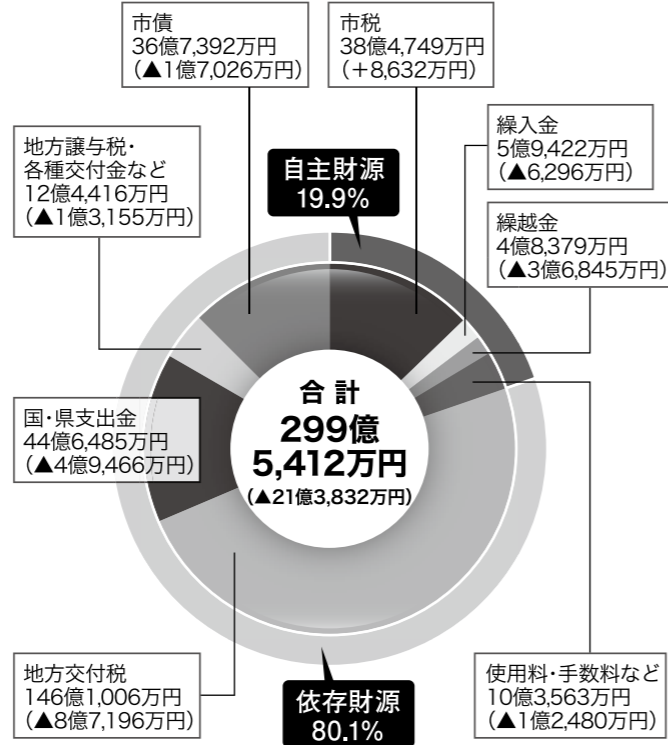 市債
36億7,392万円
(▲1億7,026万円)
市税
38億4,749万円
(+8,632万円)
地方譲与税・
各種交付金など
12億4,416万円
(▲1億3,155万円)
自主財源
19.9%
繰入金
5億9,422万円
(▲6,296万円)
繰越金
4億8,379万円
(▲3億6,845万円)
国・県支出金
44億6,485万円
(▲4億9,466万円)
合計
299億
5,412万円
(▲21億3,832万円)
地方交付税
146億1,006万円
(▲8億7,196万円)
依存財源
80.1%
使用料・手数料など
10億3,563万円
(▲1億2,480万円)